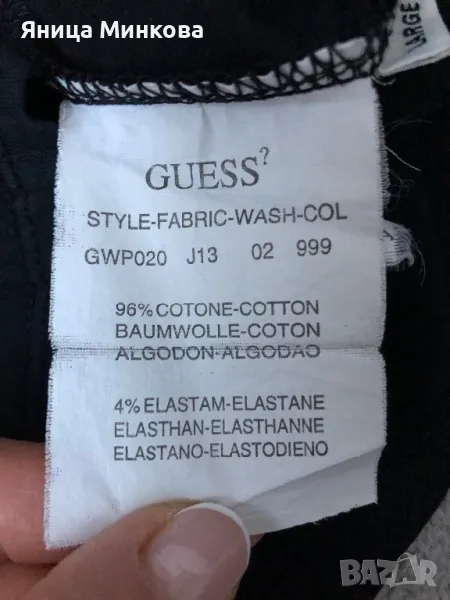 Яница Минкова
LARGE
GUESS?
STYLE-FABRIC-WASH-COL
GWP020 J13 02 999
96% COTONE-COTTON
BAUMWOLLE-COTON
ALGODON-ALGODAO
4% ELASTAM-ELASTANE
ELASTHAN-ELASTHANNE
ELASTANO-ELASTODIENO
BAZAR